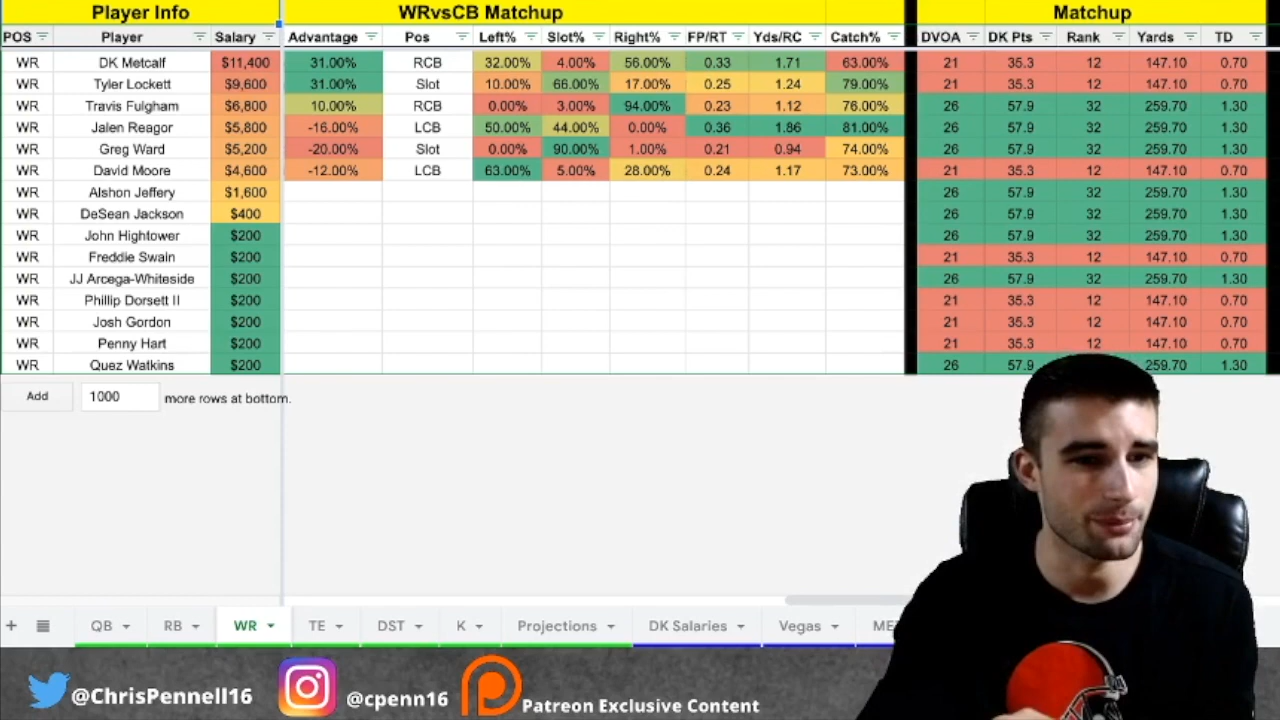 Player Info WRvsCB Matchup Matchup
POS Player Salary Advantage Pos Left% Slot% Right% FP/RT Yds/RC Catch% DVOA DK Pts Rank Yards TD
WR DK Metcalf $11,400 31.00% RCB 32.00% 4.00% 56.00% 0.33 1.71 63.00% 21 35.3 12 147.10 0.70
WR Tyler Lockett $9,600 31.00% Slot 10.00% 66.00% 17.00% 0.25 1.24 79.00% 21 35.3 12 147.10 0.70
WR Travis Fulgham $6,800 10.00% RCB 0.00% 3.00% 94.00% 0.23 1.12 76.00% 26 57.9 32 259.70 1.30
WR Jalen Reagor $5,800 -16.00% LCB 50.00% 44.00% 0.00% 0.36 1.86 81.00% 26 57.9 32 259.70 1.30
WR Greg Ward $5,200 -20.00% Slot 0.00% 90.00% 1.00% 0.21 0.94 74.00% 26 57.9 32 259.70 1.30
WR David Moore $4,600 -12.00% LCB 63.00% 5.00% 28.00% 0.24 1.17 73.00% 21 35.3 12 147.10 0.70
WR Alshon Jeffery $1,600 26 57.9 32 259.70 1.30
WR DeSean Jackson $400 26 57.9 32 259.70 1.30
WR John Hightower $200 26 57.9 32 259.70 1.30
WR Freddie Swain $200 21 35.3 12 147.10 0.70
WR JJ Arcega-Whiteside $200 26 57.9 32 259.70 1.30
WR Phillip Dorsett II $200 21 35.3 12 147.10 0.70
WR Josh Gordon $200 21 35.3 12 147.10 0.70
WR Penny Hart $200 21 35.3 12 147.10 0.70
WR Quez Watkins $200 26 57.9 32 259.70 1.30
Add 1000 more rows at bottom.
+ QB RB WR TE DST K Projections DK Salaries Vegas ME
@ChrisPennell16 @cpenn16 Patreon Exclusive Content